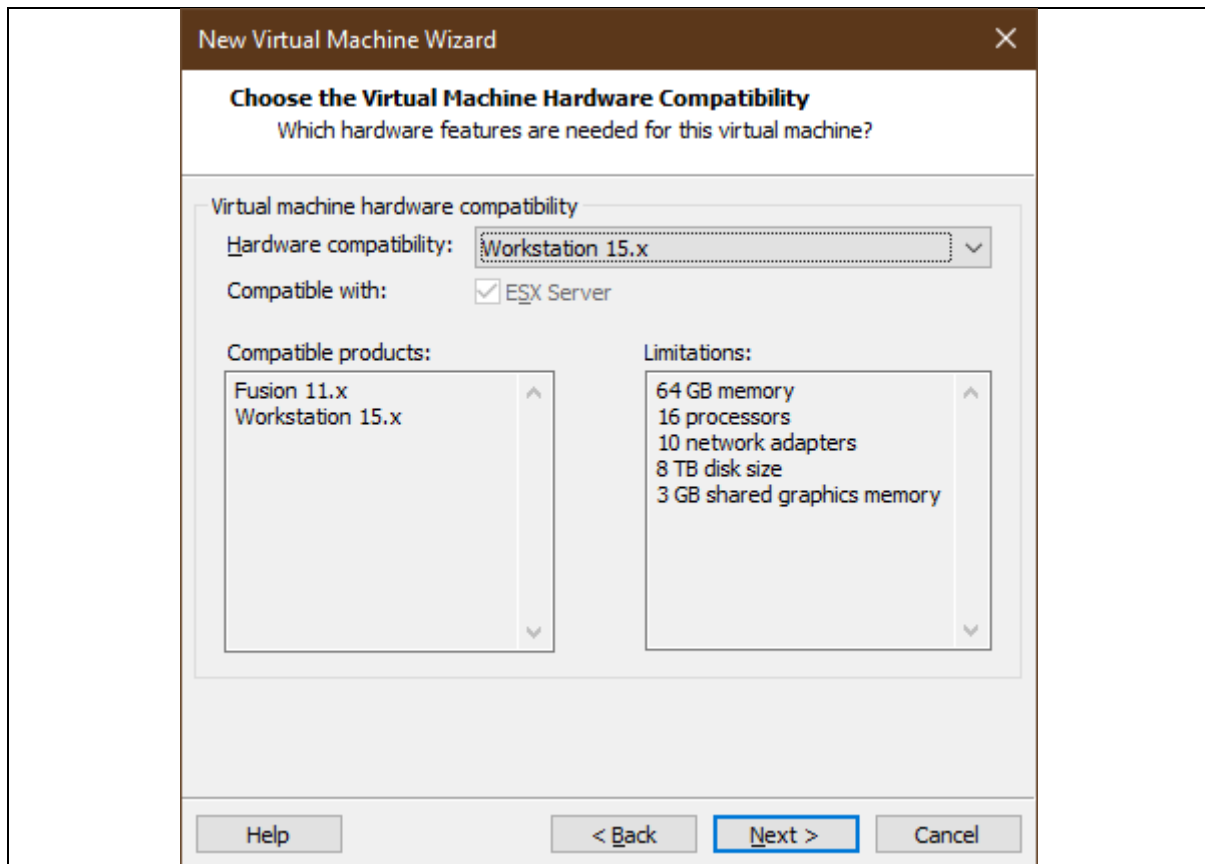 New Virtual Machine Wizard
Choose the Virtual Machine Hardware Compatibility
Which hardware features are needed for this virtual machine?
Virtual machine hardware compatibility
Hardware compatibility: Workstation 15.x
Compatible with: ESX Server
Compatible products:
Fusion 11.x
Workstation 15.x
Limitations:
64 GB memory
16 processors
10 network adapters
8 TB disk size
3 GB shared graphics memory
Help < Back Next > Cancel